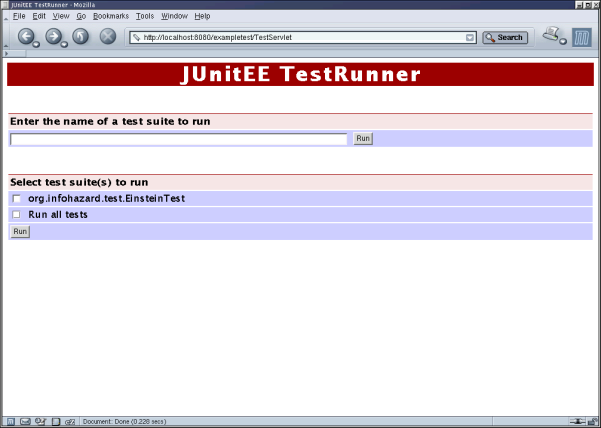 JUnitEE TestRunner - Mozilla
File Edit View Go Bookmarks Tools Window Help
http://localhost:8080/exampletest/TestServlet Search
JUnitEE TestRunner
Enter the name of a test suite to run
Run
Select test suite(s) to run
org.infohazard.test.EinsteinTest
Run all tests
Run
Document: Done (0.228 secs)